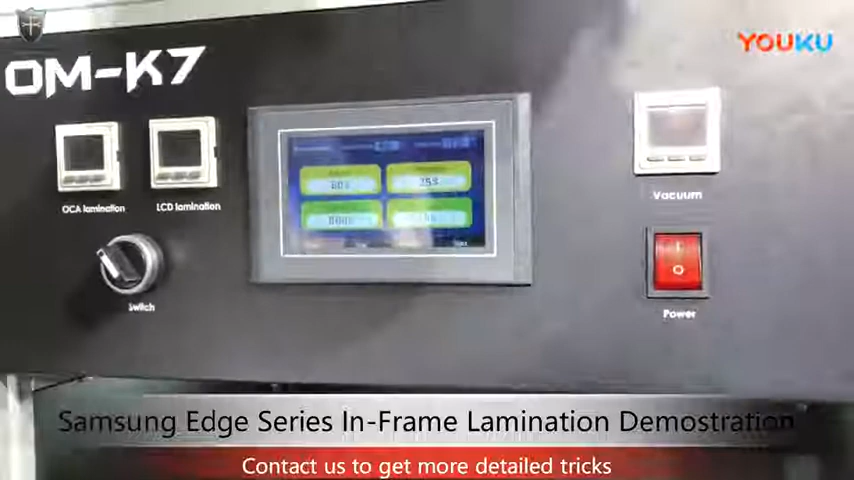 YOUKU
OM-K7
OCA lamination
LCD lamination
Vacuum
Switch
Power
I
O
Samsung Edge Series In-Frame Lamination Demostration
Contact us to get more detailed tricks